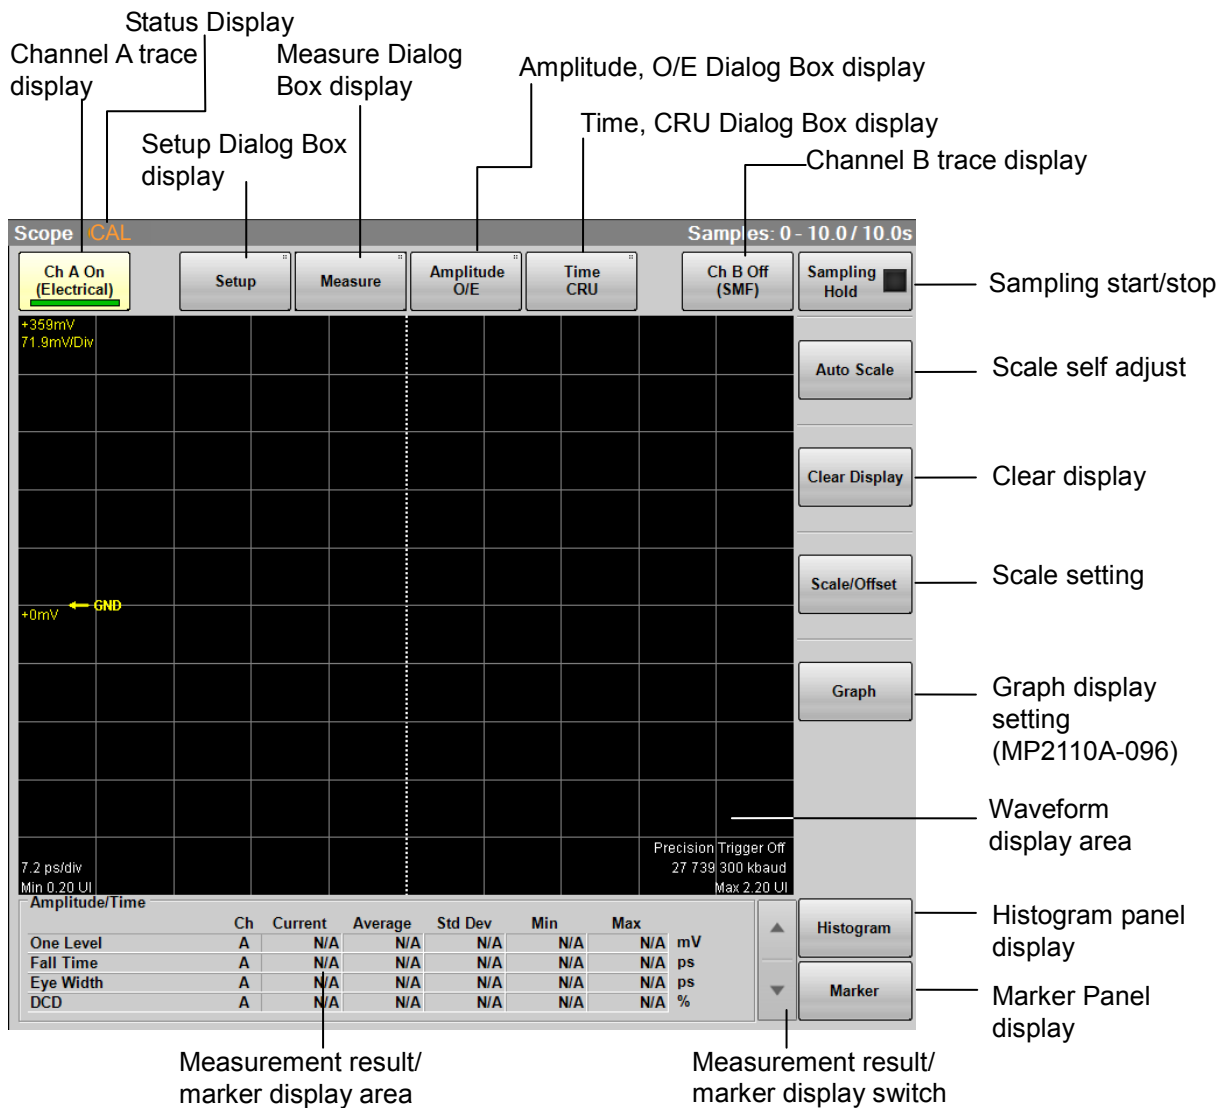 Status Display
Channel A trace
display
Measure Dialog
Box display
Amplitude, O/E Dialog Box display
Time, CRU Dialog Box display
Setup Dialog Box
display
Channel B trace display
Scope CAL Samples: 0 - 10.0 / 10.0s
Ch A On
(Electrical)
Setup
Measure
Amplitude
O/E
Time
CRU
Ch B Off
(SMF)
Sampling
Hold
Sampling start/stop
+359mV
71.9mV/Div
Auto Scale
Scale self adjust
Clear Display
Clear display
Scale/Offset
Scale setting
GND
+0mV
Graph
Graph display
setting
(MP2110A-096)
Waveform
display area
Precision Trigger Off
7.2 ps/div
27 739 300 kbaud
Min 0.20 UI
Max 2.20 UI
Amplitude/Time
Ch Current Average Std Dev Min Max
One Level A N/A N/A N/A N/A N/A mV
Fall Time A N/A N/A N/A N/A N/A ps
Eye Width A N/A N/A N/A N/A N/A ps
DCD A N/A N/A N/A N/A N/A %
Histogram
Histogram panel
display
Marker
Marker Panel
display
Measurement result/
marker display area
Measurement result/
marker display switch